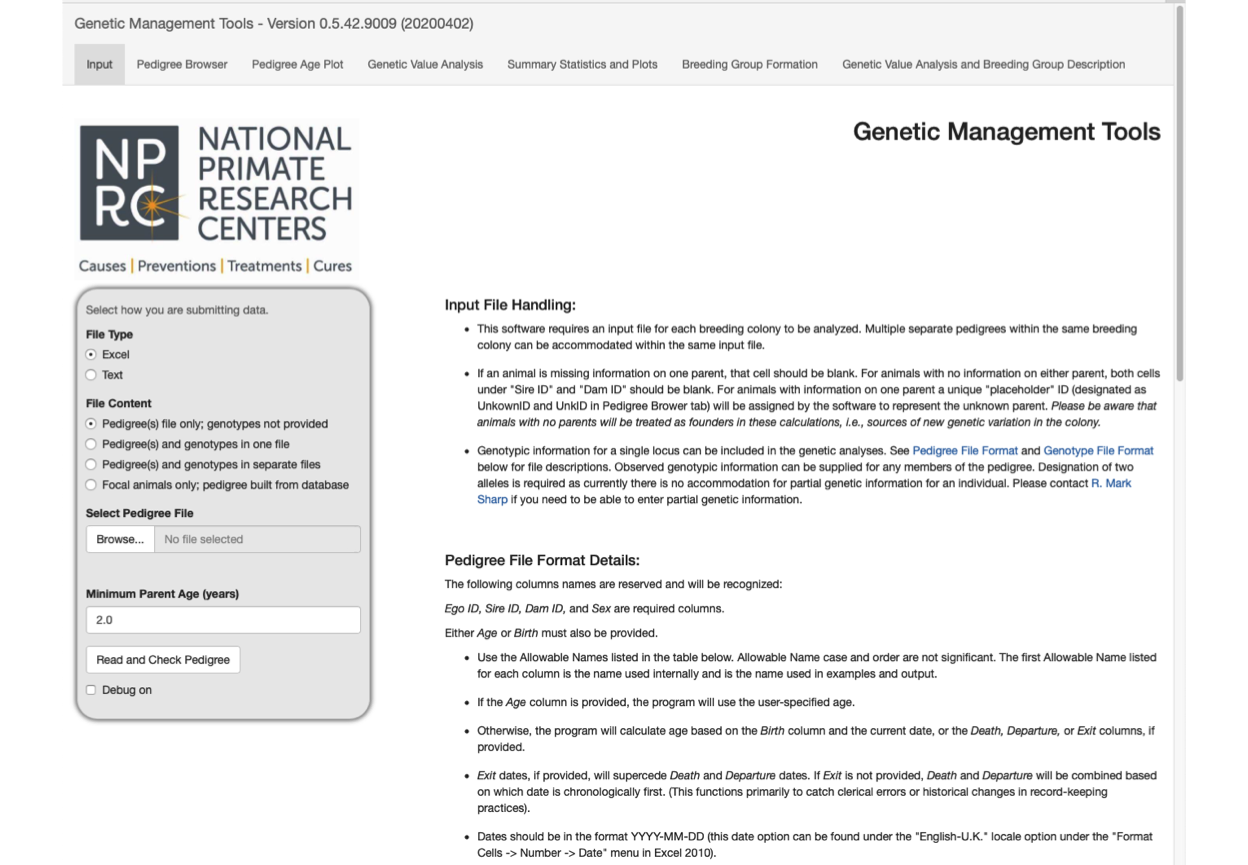 Genetic Management Tools - Version 0.5.42.9009 (20200402)
Input
Pedigree Browser
Pedigree Age Plot
Genetic Value Analysis
Summary Statistics and Plots
Breeding Group Formation
Genetic Value Analysis and Breeding Group Description
NP
RC
NATIONAL
PRIMATE
RESEARCH
CENTERS
Causes | Preventions | Treatments | Cures
Genetic Management Tools
Select how you are submitting data.
File Type
Excel
Text
File Content
Pedigree(s) file only; genotypes not provided
Pedigree(s) and genotypes in one file
Pedigree(s) and genotypes in separate files
Focal animals only; pedigree built from database
Select Pedigree File
Browse...
No file selected
Minimum Parent Age (years)
2.0
Read and Check Pedigree
Debug on
Input File Handling:
• This software requires an input file for each breeding colony to be analyzed. Multiple separate pedigrees within the same breeding
colony can be accommodated within the same input file.
• If an animal is missing information on one parent, that cell should be blank. For animals with no information on either parent, both cells
under "Sire ID" and "Dam ID" should be blank. For animals with information on one parent a unique "placeholder" ID (designated as
UnkownID and UnkID in Pedigree Brower tab) will be assigned by the software to represent the unknown parent. Please be aware that
animals with no parents will be treated as founders in these calculations, i.e., sources of new genetic variation in the colony.
• Genotypic information for a single locus can be included in the genetic analyses. See Pedigree File Format and Genotype File Format
below for file descriptions. Observed genotypic information can be supplied for any members of the pedigree. Designation of two
alleles is required as currently there is no accommodation for partial genetic information for an individual. Please contact R. Mark
Sharp if you need to be able to enter partial genetic information.
Pedigree File Format Details:
The following columns names are reserved and will be recognized:
Ego ID, Sire ID, Dam ID, and Sex are required columns.
Either Age or Birth must also be provided.
• Use the Allowable Names listed in the table below. Allowable Name case and order are not significant. The first Allowable Name listed
for each column is the name used internally and is the name used in examples and output.
• If the Age column is provided, the program will use the user-specified age.
• Otherwise, the program will calculate age based on the Birth column and the current date, or the Death, Departure, or Exit columns, if
provided.
• Exit dates, if provided, will supercede Death and Departure dates. If Exit is not provided, Death and Departure will be combined based
on which date is chronologically first. (This functions primarily to catch clerical errors or historical changes in record-keeping
practices).
• Dates should be in the format YYYY-MM-DD (this date option can be found under the "English-U.K." locale option under the "Format
Cells -> Number -> Date" menu in Excel 2010).